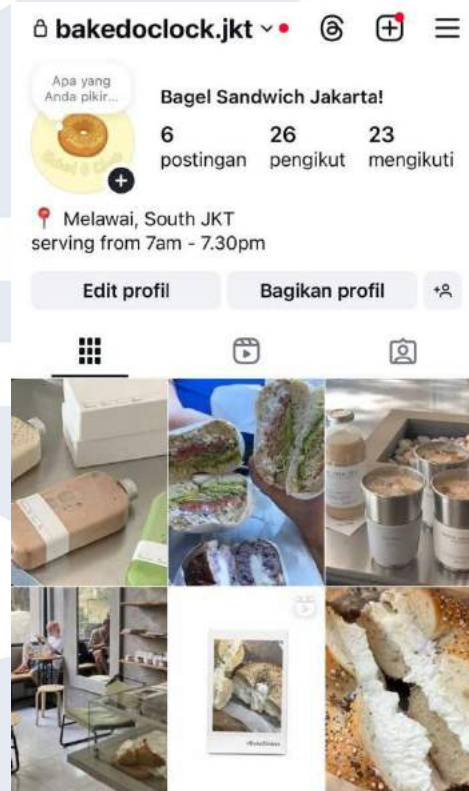 bakedoclock.jkt
Apa yang
Anda pikir...
Bagel Sandwich Jakarta!
6 26 23
postingan pengikut mengikuti
Melawai, South JKT
serving from 7am - 7.30pm
Edit profil Bagikan profil